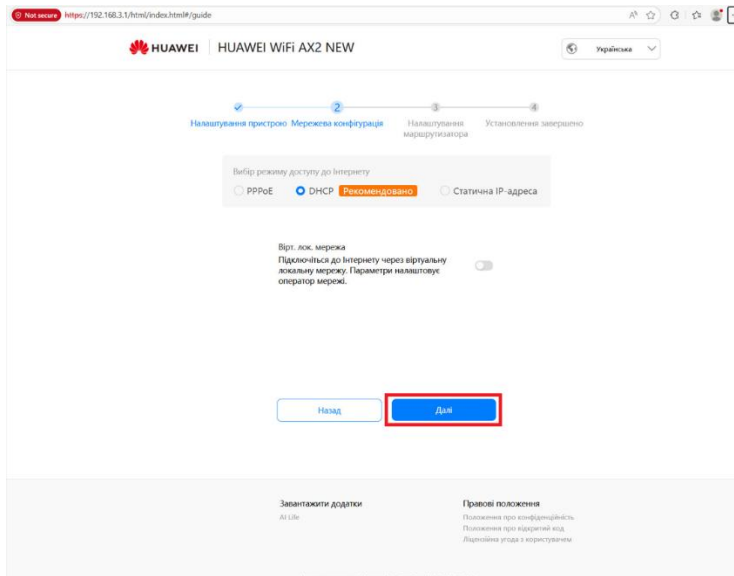 Not secure https://192.168.3.1/html/index.html#/guide
HUAWEI HUAWEI WiFi AX2 NEW Українська
2 3 4
Налаштування пристрою Мережева конфігурація Налаштування маршрутизатора Установлення завершено
Вибір режиму доступу до Інтернету
PPPoE DHCP Рекомендовано Статична IP-адреса
Вірт. лок. мережа
Підключіться до Інтернету через віртуальну
локальну мережу. Параметри налаштовує
оператор мережі.
Назад Далі
Завантажити додатки Правові положення
AI Life Положення про конфіденційність
Положення про відкритий код
Ліцензійна угода з користувачем